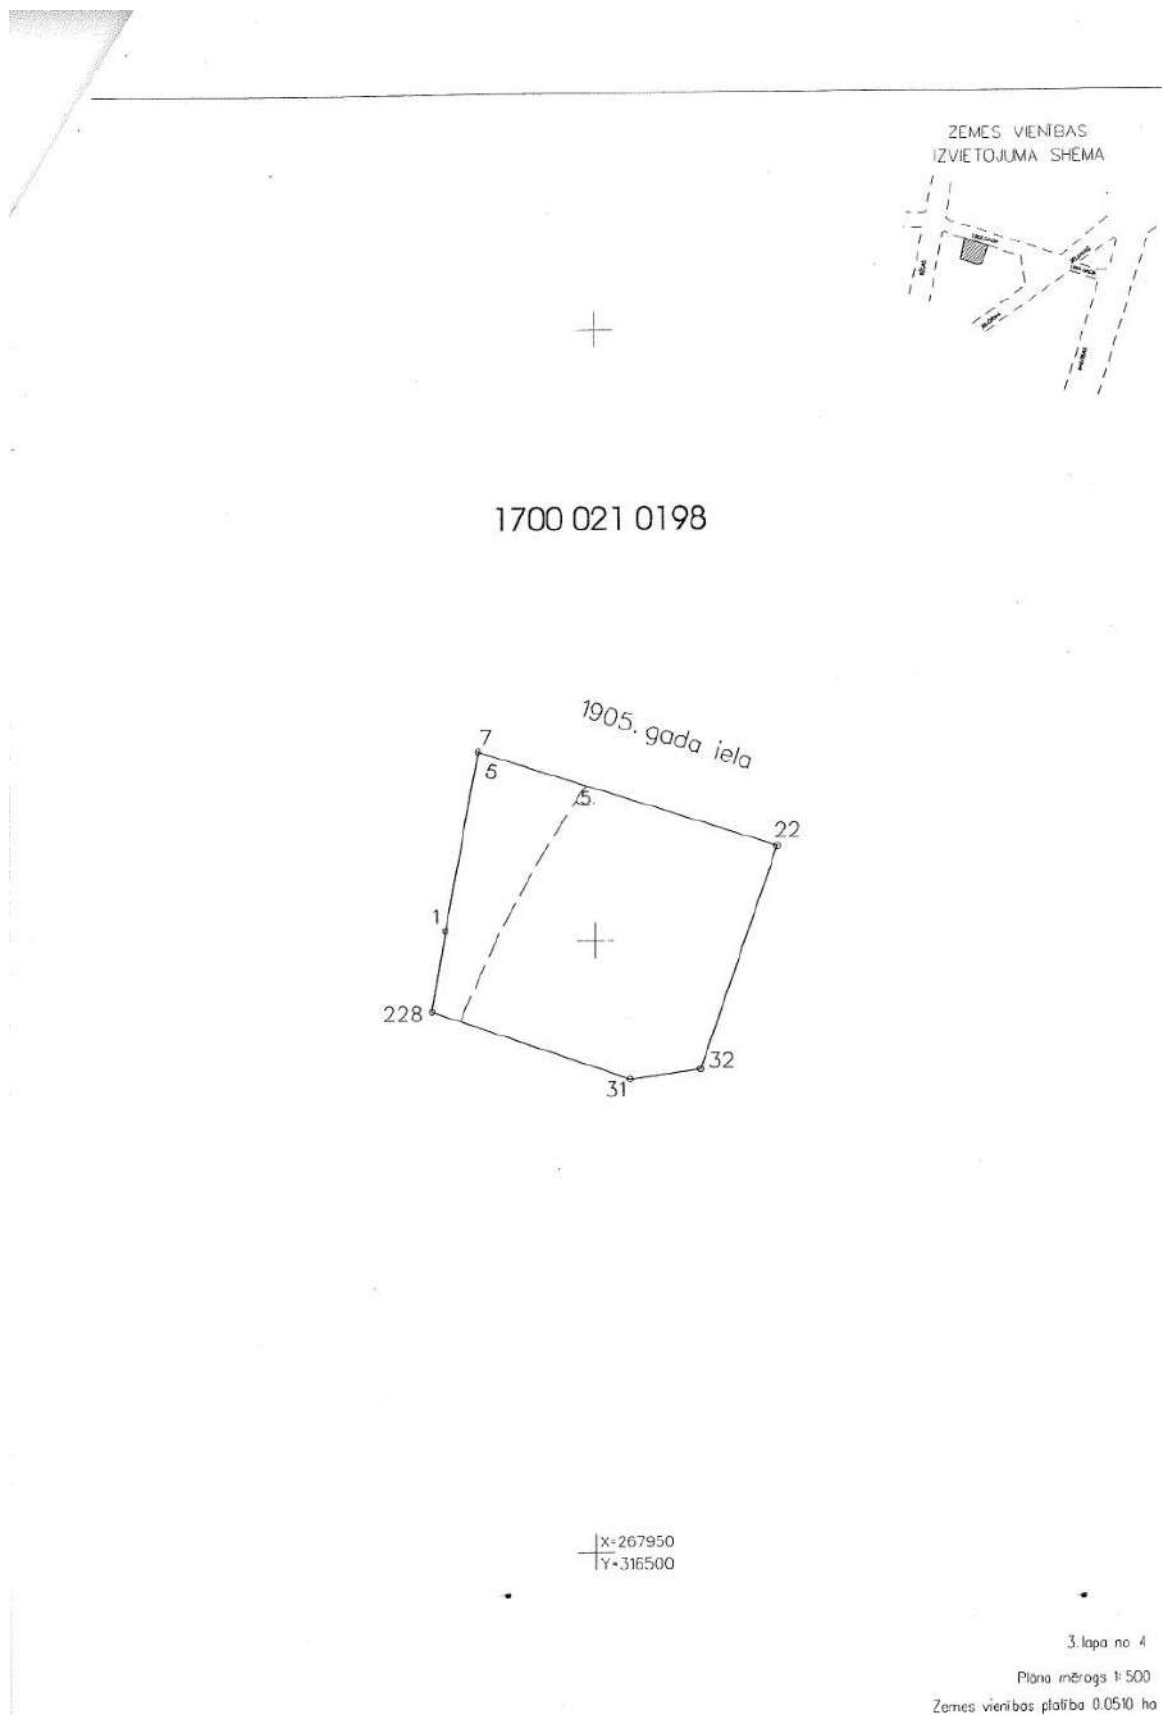 ZEMES VIENĪBAS
IZVIETOJUMA SHĒMA
1700 021 0198
1905. gada iela
7
5
5.
22
1
228
32
31
X=267950
Y=316500
3. lapa no 4
Plāna mērogs 1:500
Zemes vienības platība 0.0510 ha